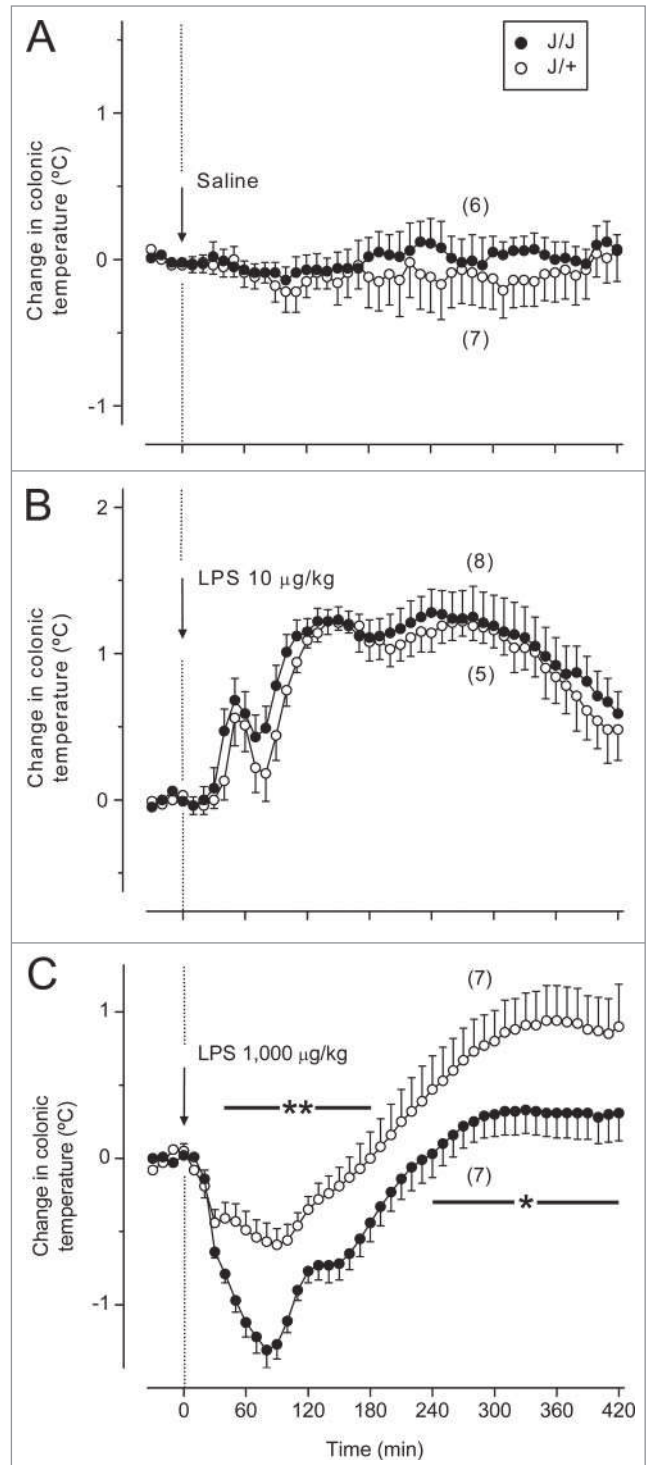 A
J/J
J/+
1
Saline
(6)
0
(7)
-1
Change in colonic
temperature (ºC)
B
2
LPS 10 μg/kg
(8)
1
(5)
0
Change in colonic
temperature (ºC)
C
1
(7)
LPS 1,000 μg/kg
**
0
(7)
*
-1
Change in colonic
temperature (ºC)
0 60 120 180 240 300 360 420
Time (min)